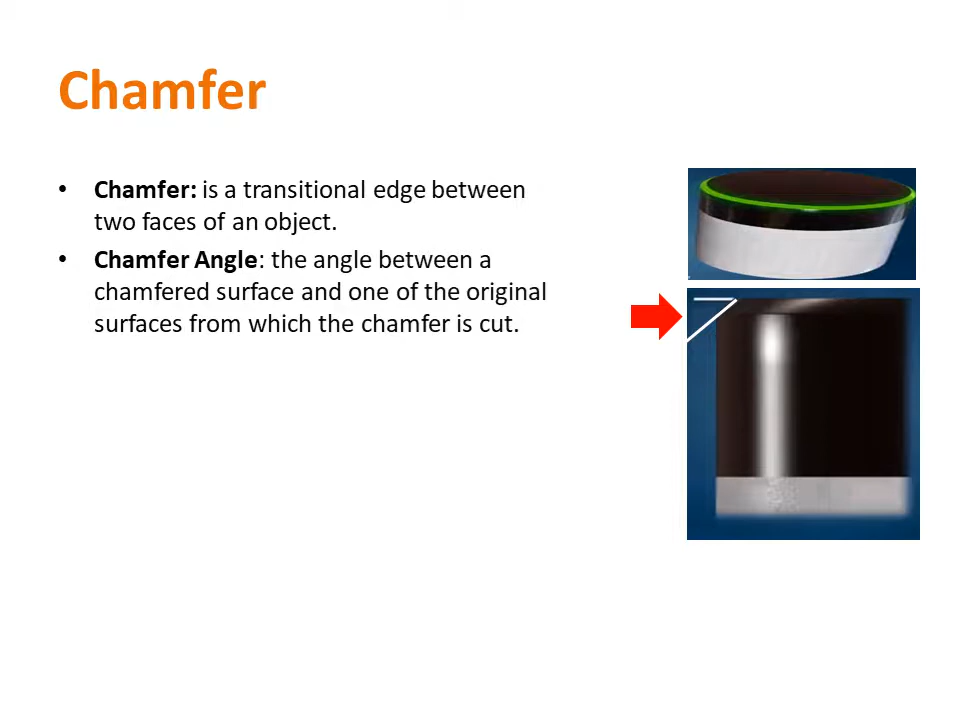 Chamfer
• Chamfer: is a transitional edge between
two faces of an object.
• Chamfer Angle: the angle between a
chamfered surface and one of the original
surfaces from which the chamfer is cut.